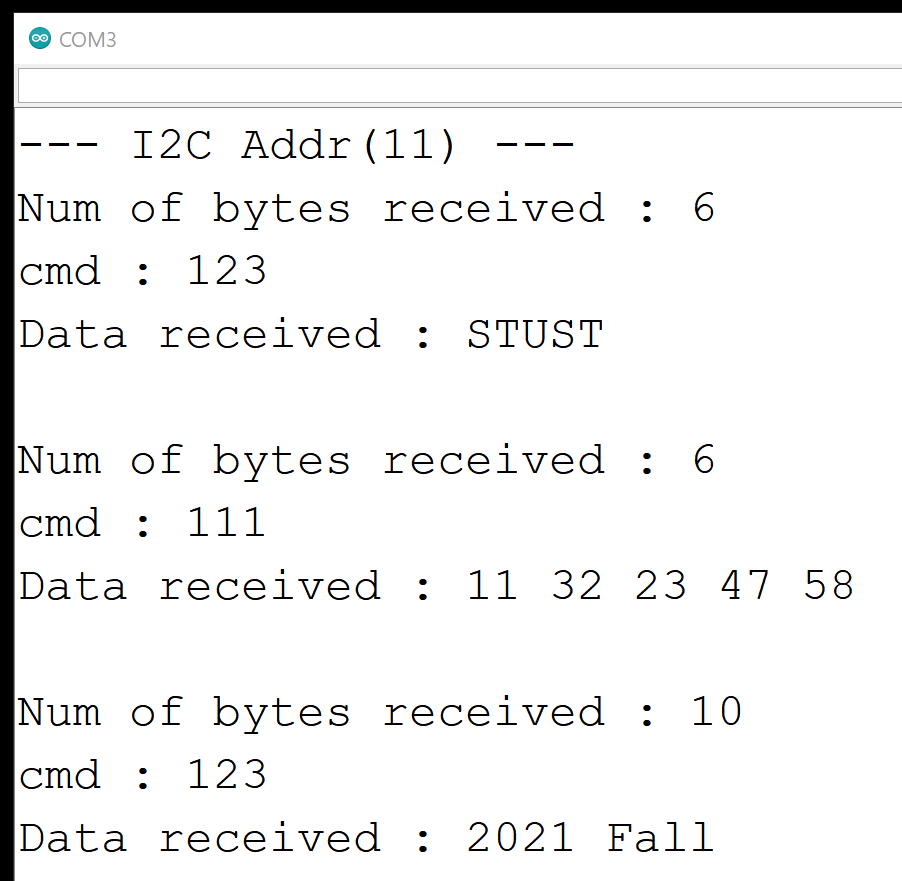 COM3
--- I2C Addr(11) ---
Num of bytes received : 6
cmd : 123
Data received : STUST
Num of bytes received : 6
cmd : 111
Data received : 11 32 23 47 58
Num of bytes received : 10
cmd : 123
Data received : 2021 Fall